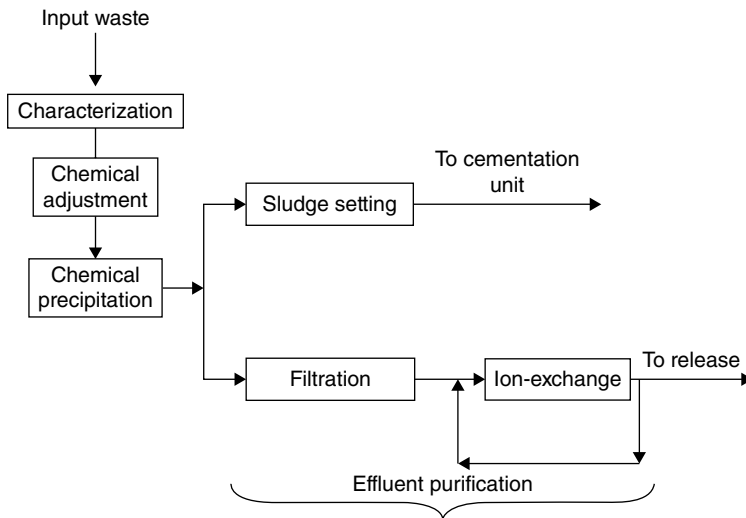 Input waste
Characterization
Chemical
adjustment
Chemical
precipitation
Sludge setting
To cementation
unit
Filtration
Ion-exchange
To release
Effluent purification